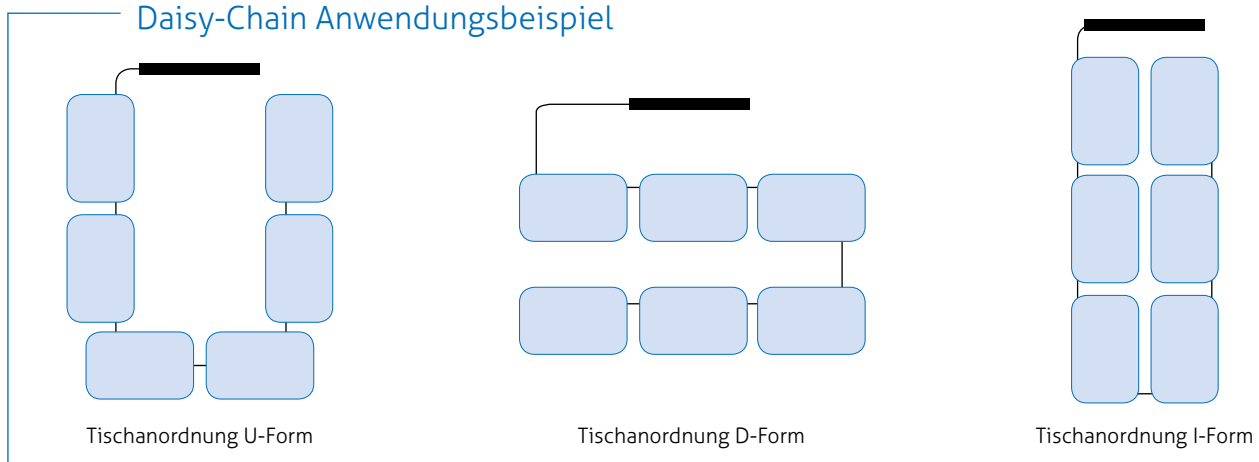 Daisy-Chain Anwendungsbeispiel
Tischanordnung U-Form
Tischanordnung D-Form
Tischanordnung I-Form